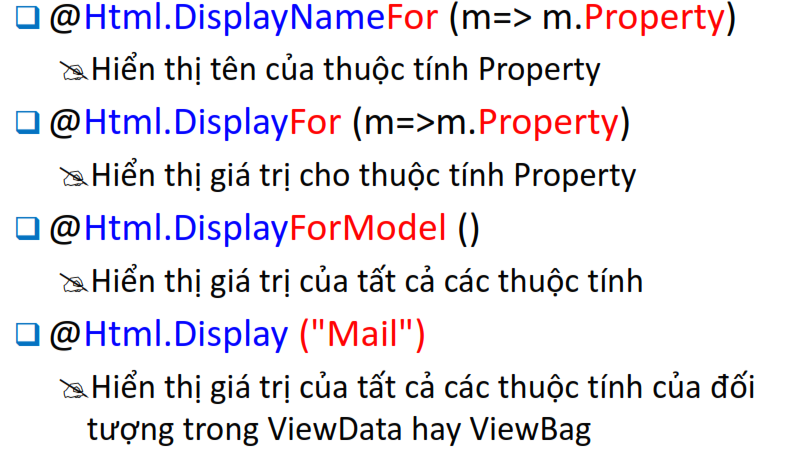 @Html.DisplayNameFor (m=> m.Property)
Hiển thị tên của thuộc tính Property
@Html.DisplayFor (m=>m.Property)
Hiển thị giá trị cho thuộc tính Property
@Html.DisplayForModel ()
Hiển thị giá trị của tất cả các thuộc tính
@Html.Display ("Mail")
Hiển thị giá trị của tất cả các thuộc tính của đối
tượng trong ViewData hay ViewBag